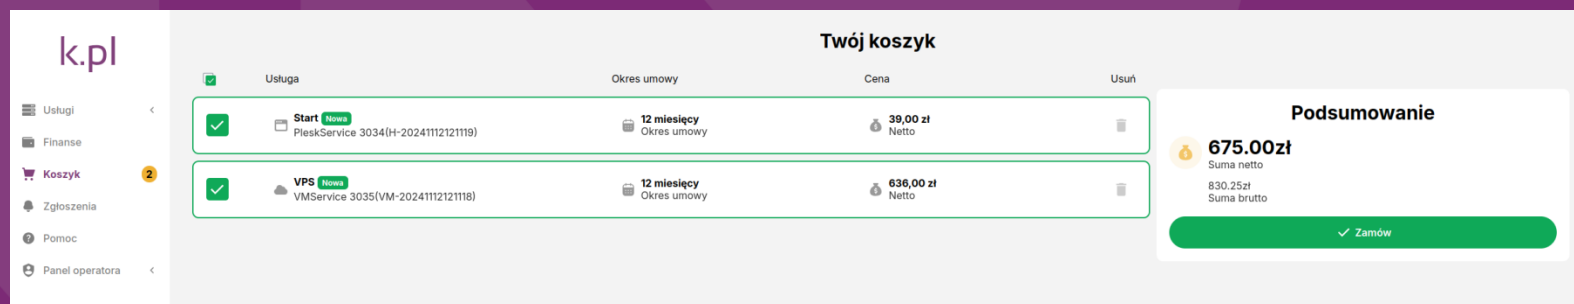 k.pl
Usługi
Finanse
Koszyk 2
Zgłoszenia
Pomoc
Panel operatora
Twój koszyk
Usługa Okres umowy Cena Usuń
Start Nowa 12 miesięcy 39,00 zł
PleskService 3034(H-20241112121119) Okres umowy Netto
VPS Nowa 12 miesięcy 636,00 zł
VMService 3035(VM-20241112121118) Okres umowy Netto
Podsumowanie
675.00zł
Suma netto
830.25zł
Suma brutto
Zamów